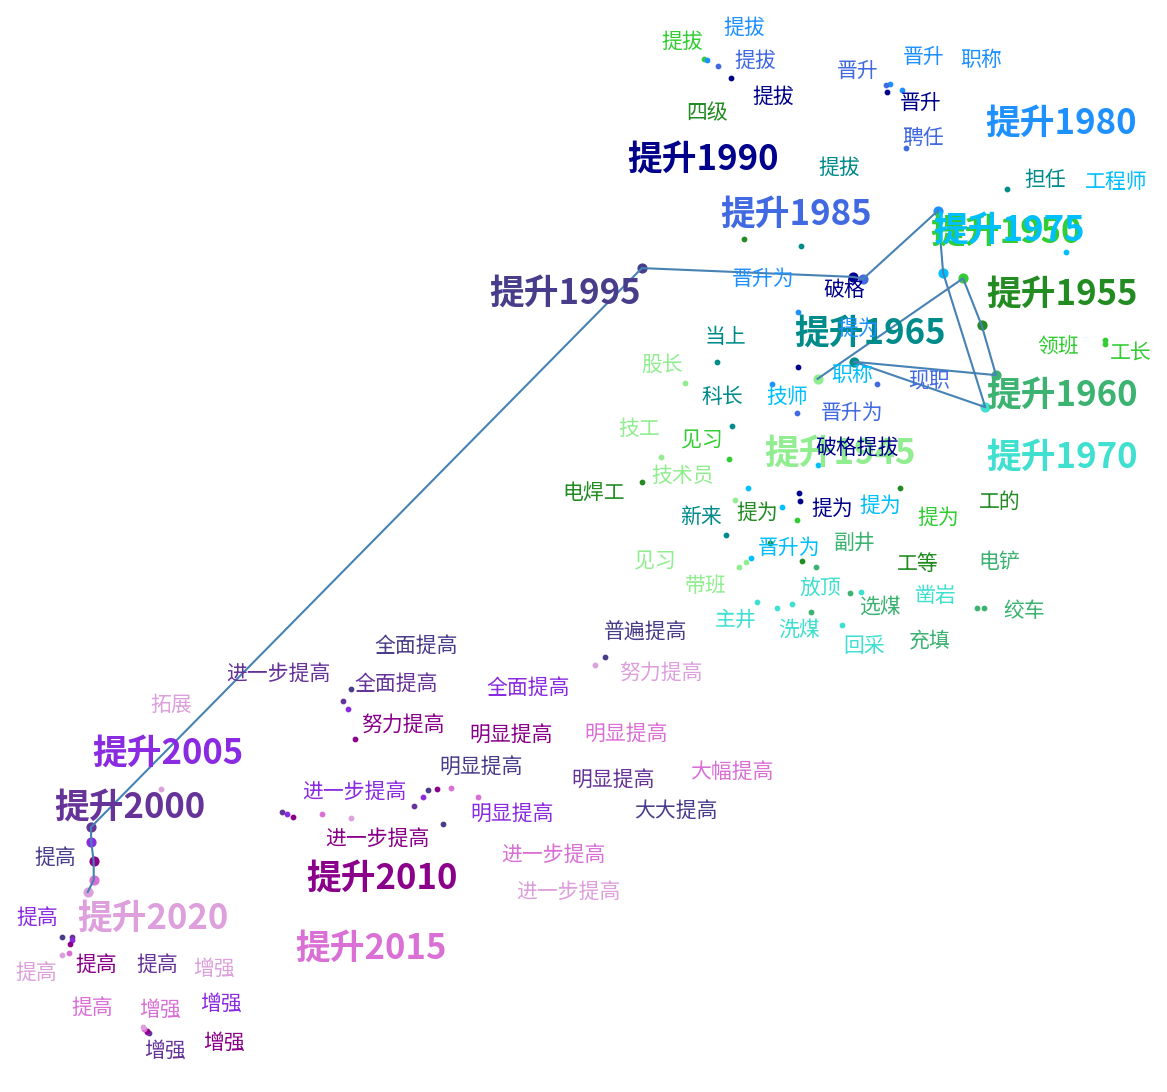 提拔
提拔
晋升
职称
提拔
晋升
提拔
晋升
四级
提升1980
聘任
提升1990
提拔
担任
工程师
提升1985
提升1950
提升1975
晋升为
破格
提升1995
提升1955
提为
提升1965
当上
领班
工长
股长
职称
现职
科长
技师
提升1960
晋升为
技工
见习
提升1945
破格提拔
提升1970
技术员
电焊工
工的
提为
提为
提为
新来
提为
副井
晋升为
见习
工等
电铲
带班
放顶
凿岩
选煤
绞车
主井
洗煤
普遍提高
充填
全面提高
回采
进一步提高
努力提高
全面提高
全面提高
拓展
努力提高
明显提高
明显提高
提升2005
明显提高
大幅提高
明显提高
进一步提高
提升2000
大大提高
明显提高
进一步提高
提高
进一步提高
提升2010
进一步提高
提高
提升2020
提升2015
提高
提高
增强
提高
增强
提高
增强
增强
增强